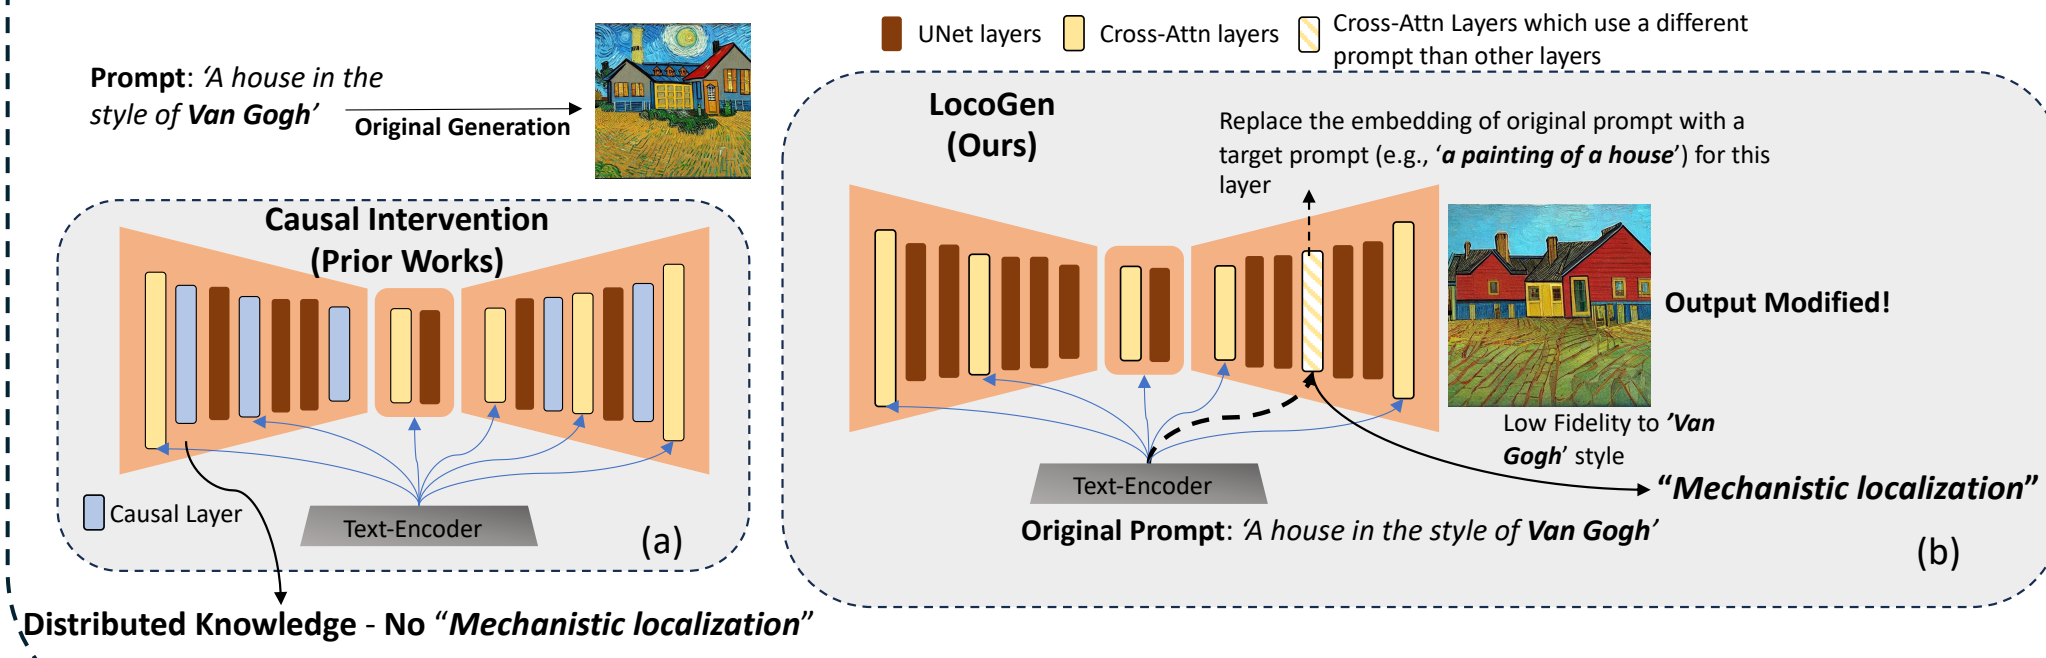 UNet layers
Cross-Attn layers
Cross-Attn Layers which use a different
prompt than other layers
Prompt: ‘A house in the
style of Van Gogh’
Original Generation
Causal Intervention
(Prior Works)
Causal Layer
Text-Encoder
(a)
Distributed Knowledge - No “Mechanistic localization”
LocoGen
(Ours)
Replace the embedding of original prompt with a
target prompt (e.g., ‘a painting of a house’) for this
layer
Output Modified!
Low Fidelity to ’Van
Gogh’ style
“Mechanistic localization”
Text-Encoder
Original Prompt: ‘A house in the style of Van Gogh’
(b)